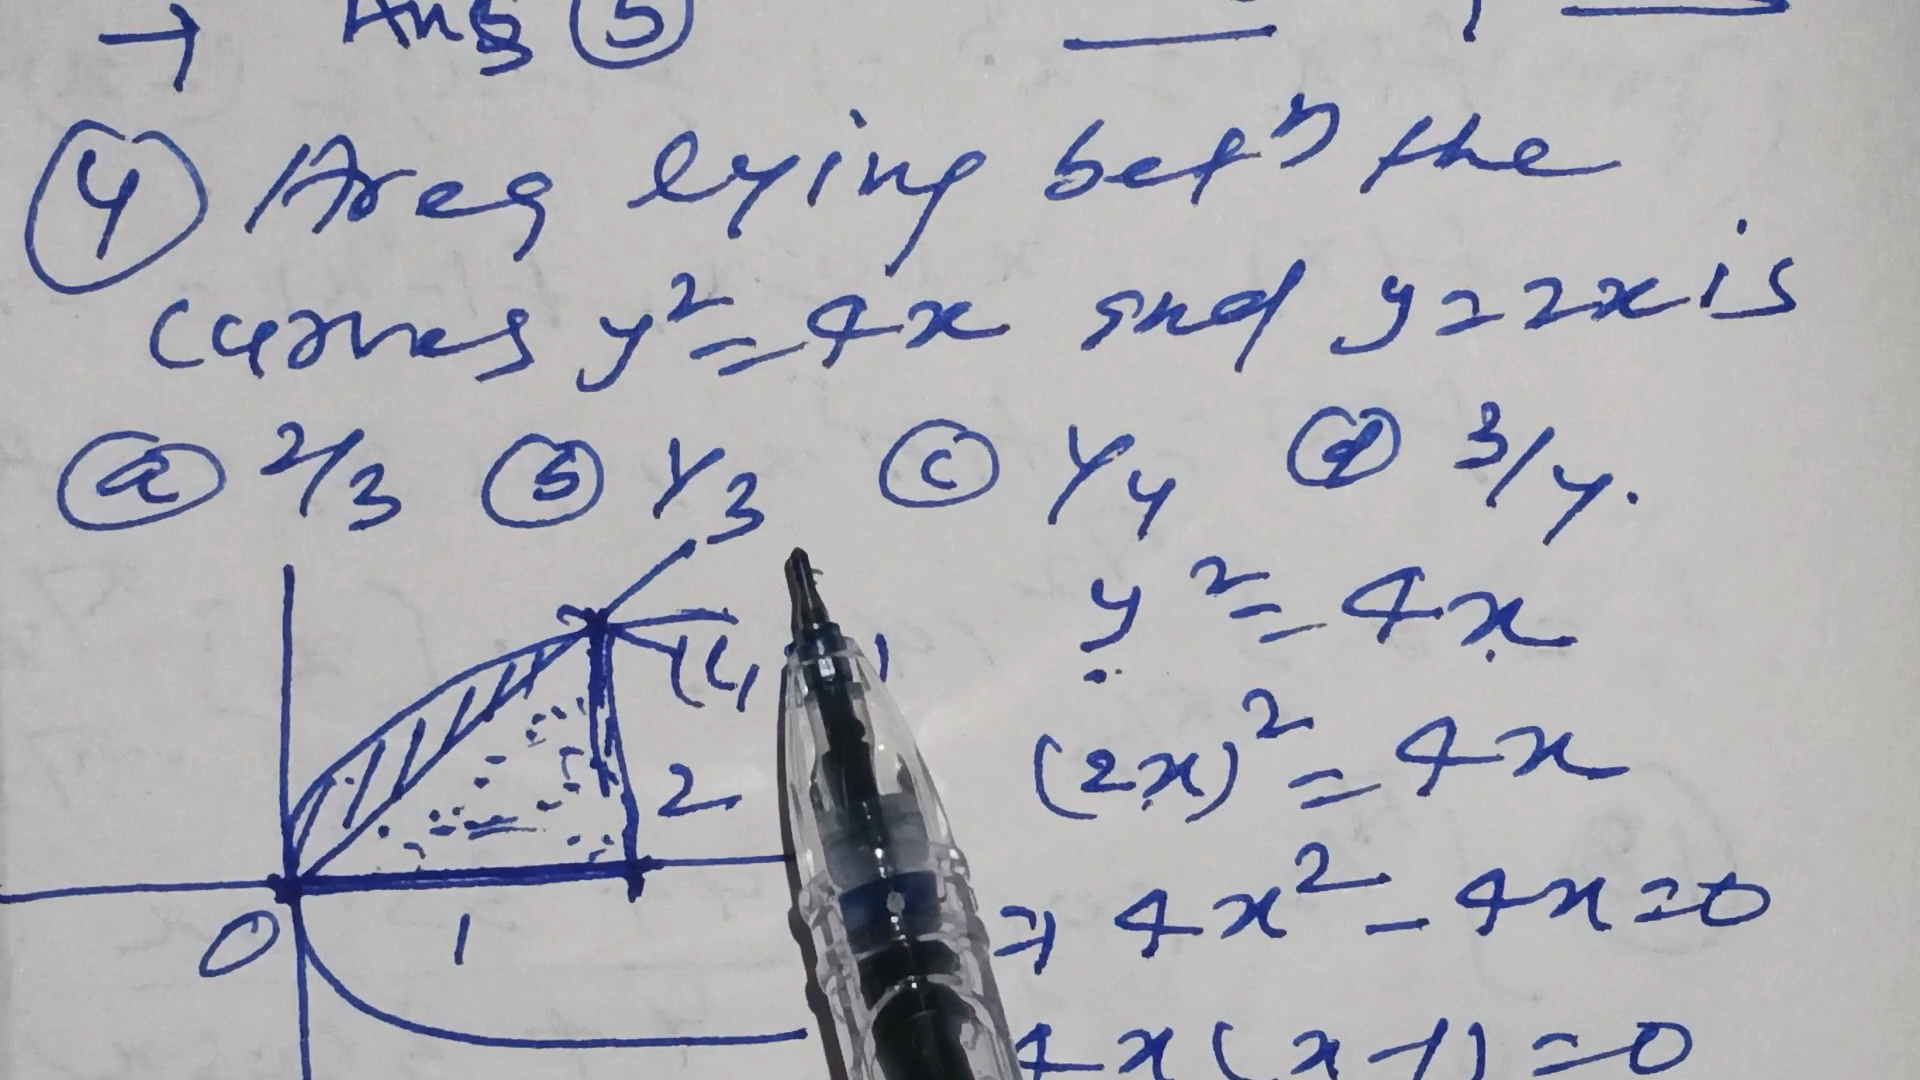 → Ans (b)
(4) Area lying betn the
curves y² = 4x and y = 2x is
(a) 2/3 (b) 1/3 (c) 1/4 (d) 3/4.
y² = 4x
(1,
(2x)² = 4x
2
⇒ 4x² - 4x = 0
0 1
4x(x-1) = 0